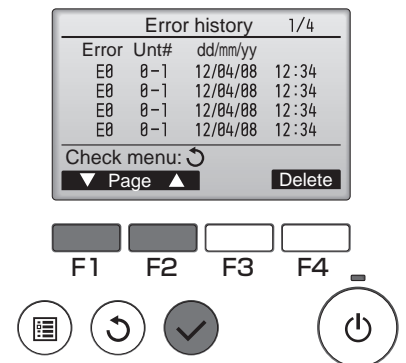 Error history 1/4
Error Unt# dd/mm/yy
E0 0-1 12/04/08 12:34
E0 0-1 12/04/08 12:34
E0 0-1 12/04/08 12:34
E0 0-1 12/04/08 12:34
Check menu:
▼ Page ▲ Delete
F1 F2 F3 F4